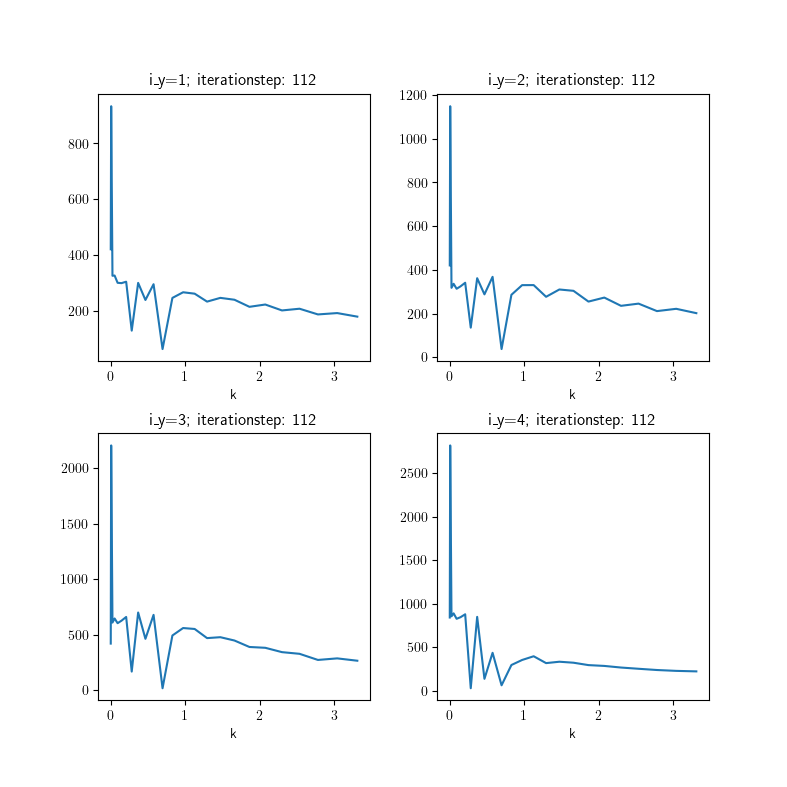 i_y=1; iterationstep: 112
800
600
400
200
0 1 2 3
k
i_y=2; iterationstep: 112
1200
1000
800
600
400
200
0
0 1 2 3
k
i_y=3; iterationstep: 112
2000
1500
1000
500
0
0 1 2 3
k
i_y=4; iterationstep: 112
2500
2000
1500
1000
500
0
0 1 2 3
k